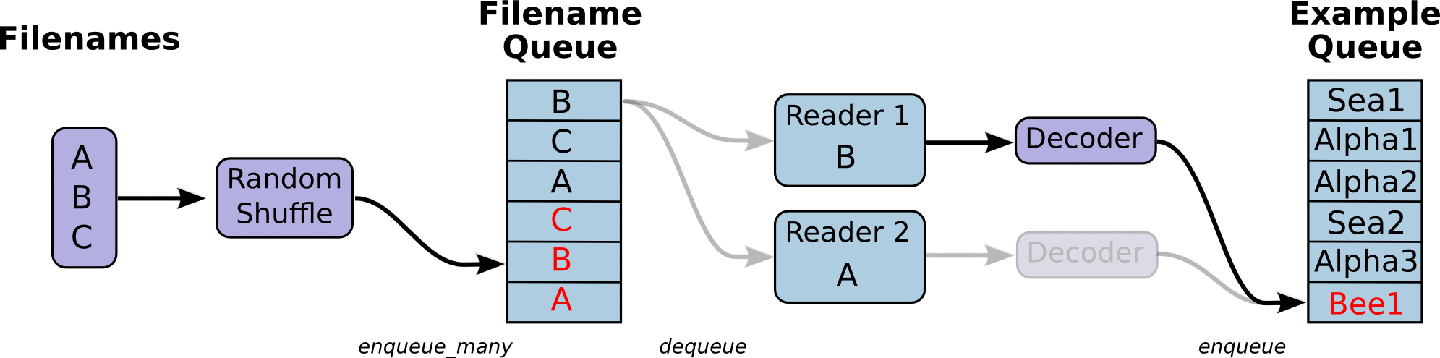 Filenames
A
B
C
Random
Shuffle
Filename
Queue
B
C
A
C
B
A
enqueue_many
dequeue
Reader 1
B
Reader 2
A
Decoder
Decoder
enqueue
Example
Queue
Sea1
Alpha1
Alpha2
Sea2
Alpha3
Bee1